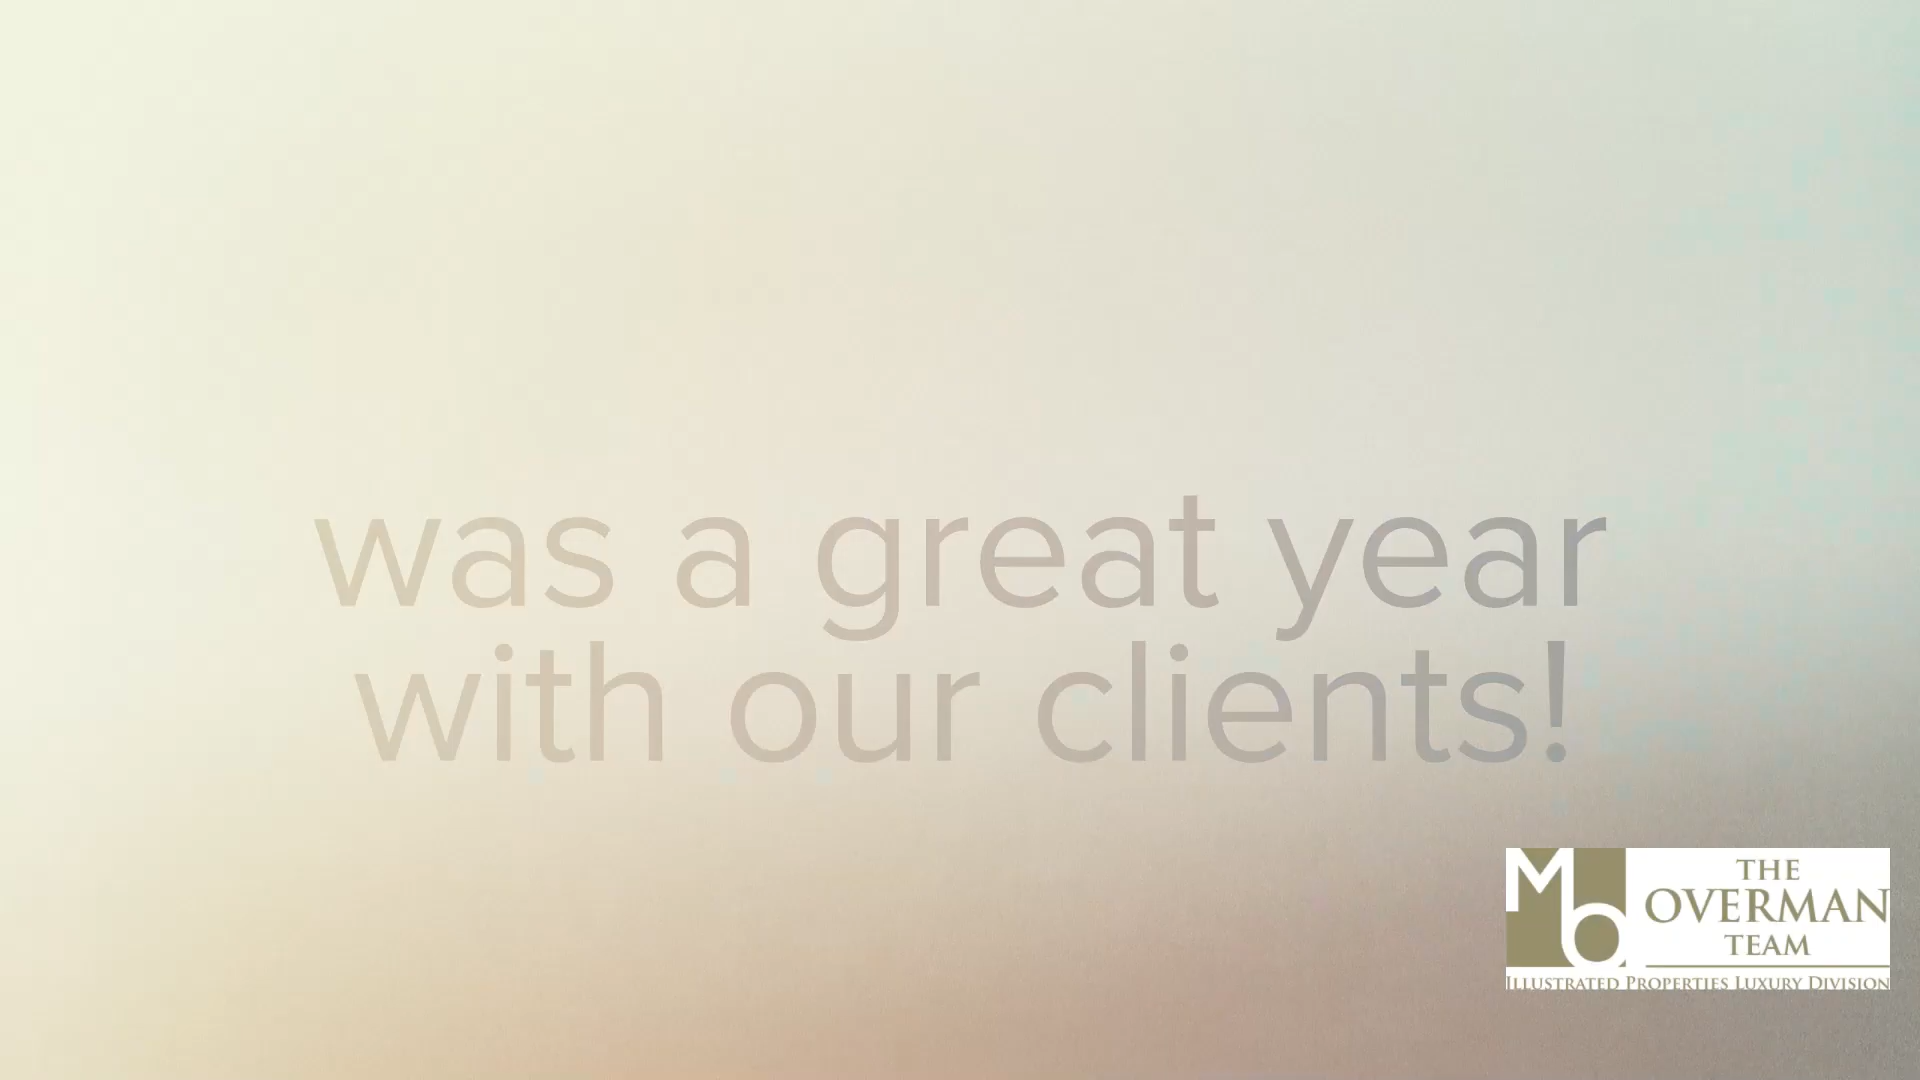 was a great year
with our clients!
Mb
THE
OVERMAN
TEAM
ILLUSTRATED PROPERTIES LUXURY DIVISION